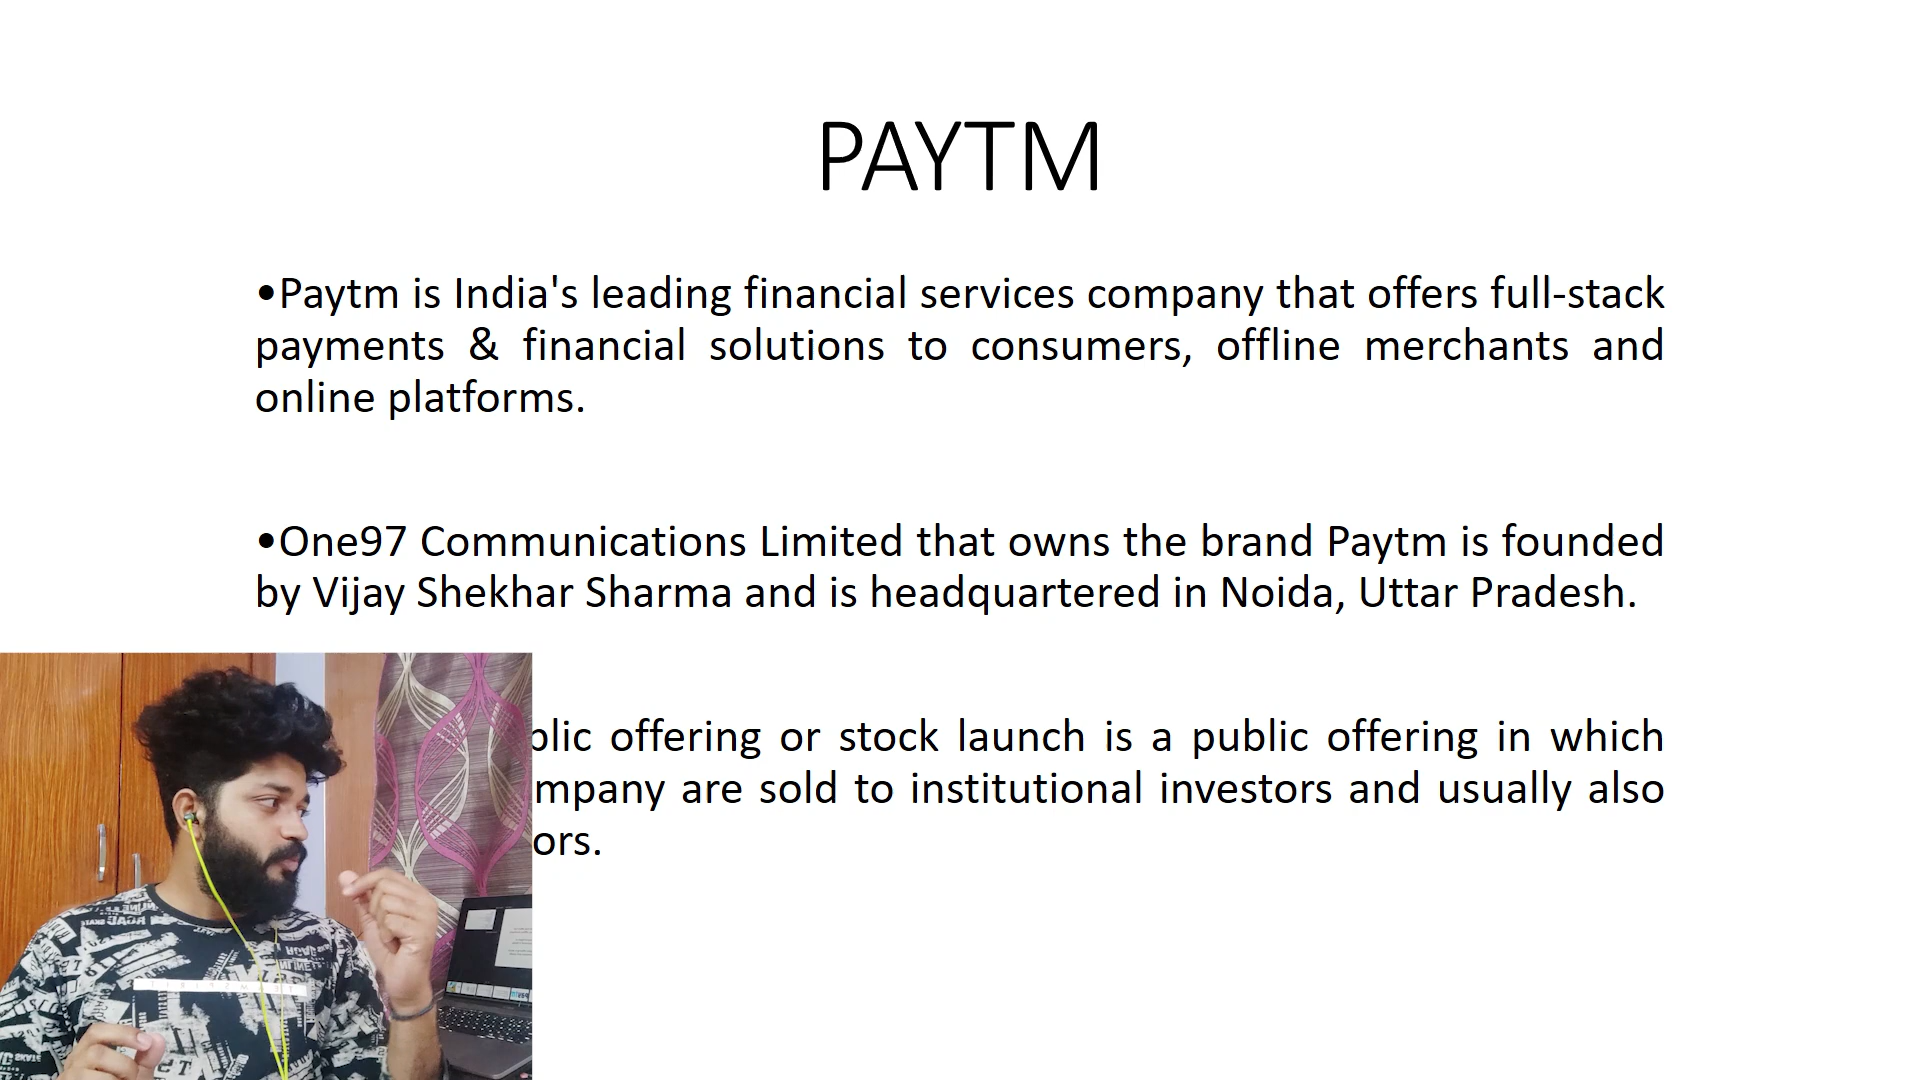 PAYTM
•Paytm is India's leading financial services company that offers full-stack
payments & financial solutions to consumers, offline merchants and
online platforms.
•One97 Communications Limited that owns the brand Paytm is founded
by Vijay Shekhar Sharma and is headquartered in Noida, Uttar Pradesh.
offering or stock launch is a public offering in which
are sold to institutional investors and usually also